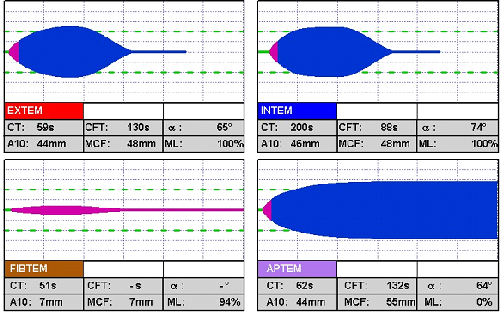 EXTEM
CT: 59s CFT: 130s α : 65°
A10: 44mm MCF: 48mm ML: 100%
INTEM
CT: 200s CFT: 88s α : 74°
A10: 46mm MCF: 48mm ML: 100%
FIBTEM
CT: 51s CFT: - s α : -°
A10: 7mm MCF: 7mm ML: 94%
APTEM
CT: 62s CFT: 132s α : 64°
A10: 44mm MCF: 55mm ML: 0%